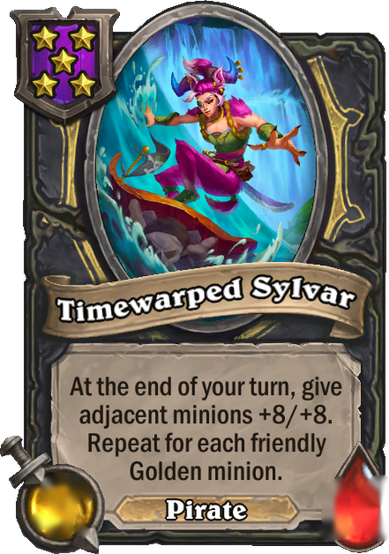 Timewarped Sylvar
At the end of your turn, give
adjacent minions +8/+8.
Repeat for each friendly
Golden minion.
Pirate